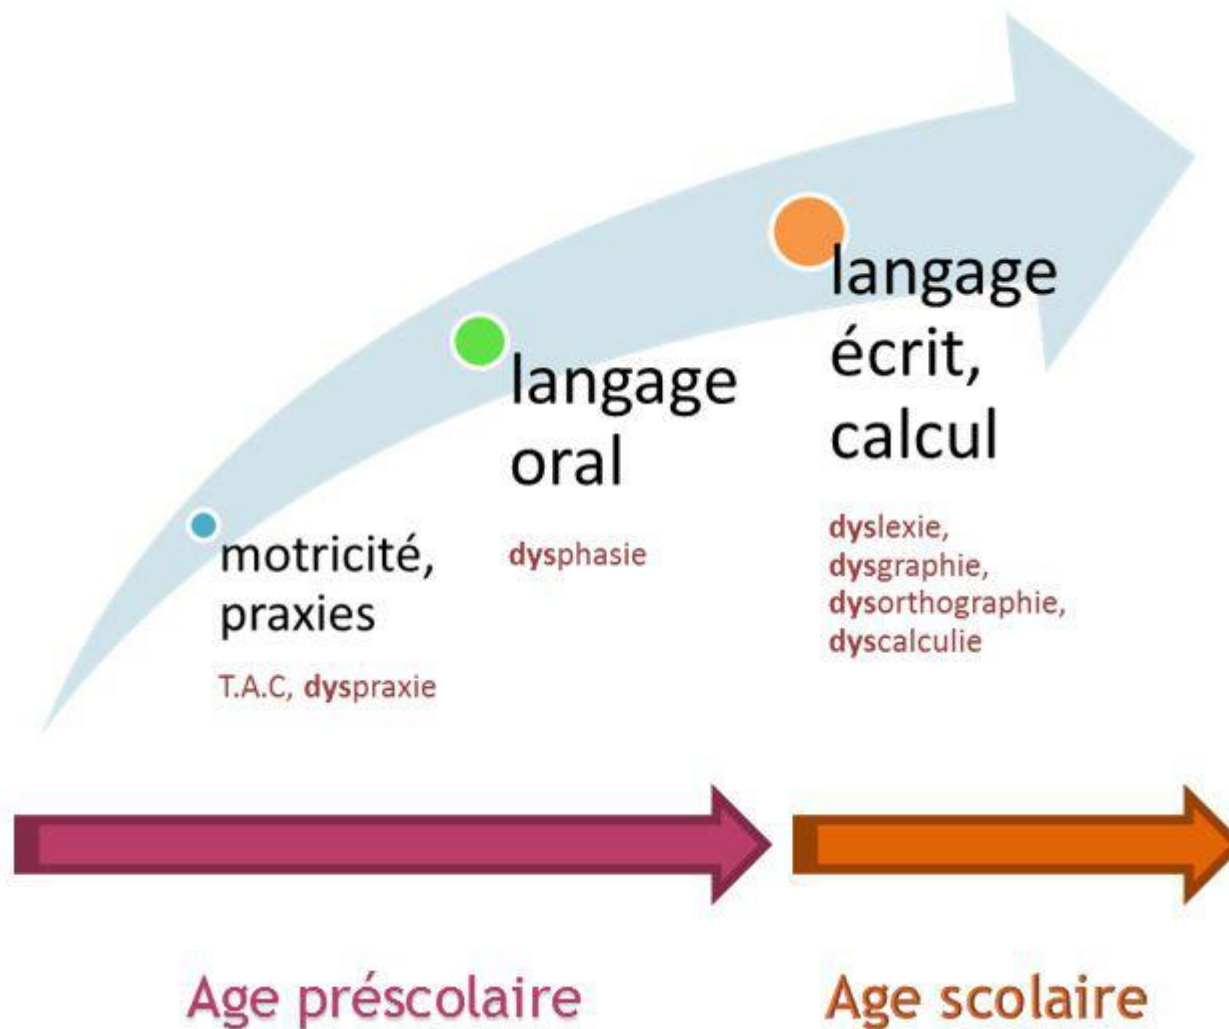 motricité,
praxies
T.A.C, dyspraxie
langage
oral
dysphasie
langage
écrit,
calcul
dyslexie,
dysgraphie,
dysorthographie,
dyscalculie
Age préscolaire
Age scolaire